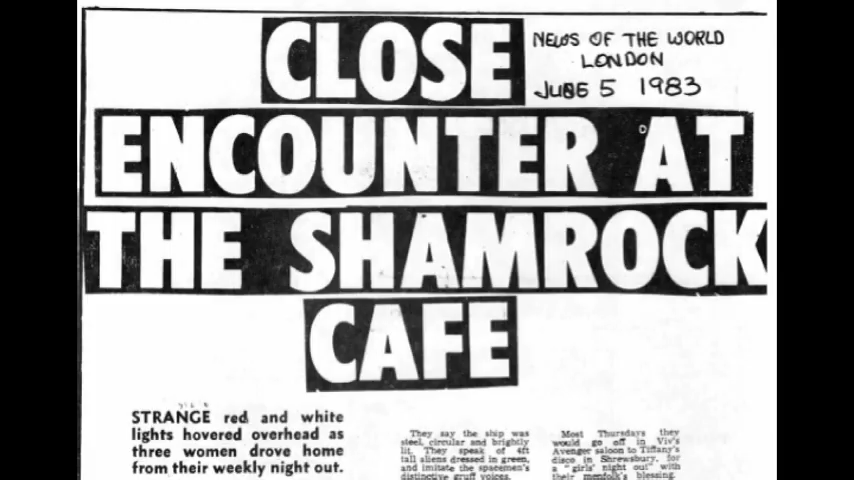 CLOSE
ENCOUNTER AT
THE SHAMROCK
CAFE
NEWS OF THE WORLD
LONDON
JUNE 5 1983
STRANGE red and white
lights hovered overhead as
three women drove home
from their weekly night out.
They say the ship was
steel, circular and brightly
lit. They speak of 4ft
tall aliens dressed in green,
and imitate the spacemen's
distinctive gruff voices.
Most Thursdays they
would go off in Viv's
Avenger saloon to Tiffany's
disco in Shrewsbury, for
a "girls' night out" with
their menfolk's blessing.